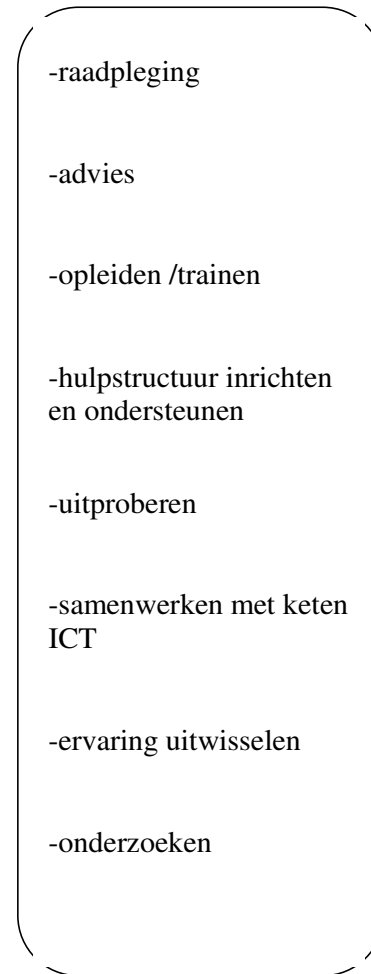 -raadpleging
-advies
-opleiden /trainen
-hulpstructuur inrichten
en ondersteunen
-uitproberen
-samenwerken met keten
ICT
-ervaring uitwisselen
-onderzoeken